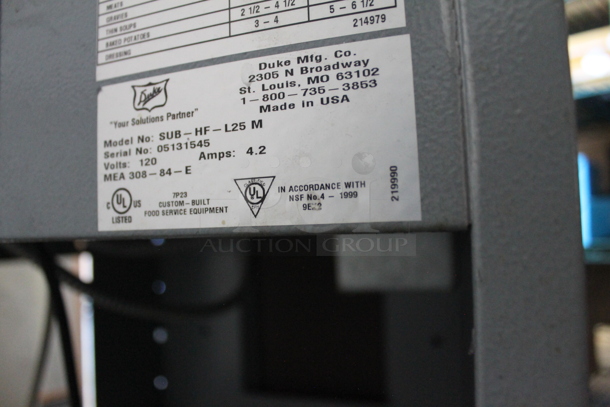 MEATS
GRAVIES 2 1/2 - 4 1/2 5 - 6 1/2
THIN SOUPS 3 - 4
BAKED POTATOES
DRESSING
214979
Duke Mfg. Co.
2305 N Broadway
St. Louis, MO 63102
1-800-735-3853
Made in USA
Duke
"Your Solutions Partner"
Model No: SUB-HF-L25 M
Serial No: 05131545
Volts: 120 Amps: 4.2
MEA 308-84-E
C UL US
LISTED
7P23
CUSTOM-BUILT
FOOD SERVICE EQUIPMENT
UL
IN ACCORDANCE WITH
NSF No.4 - 1999
219990
AUCTION GROUP